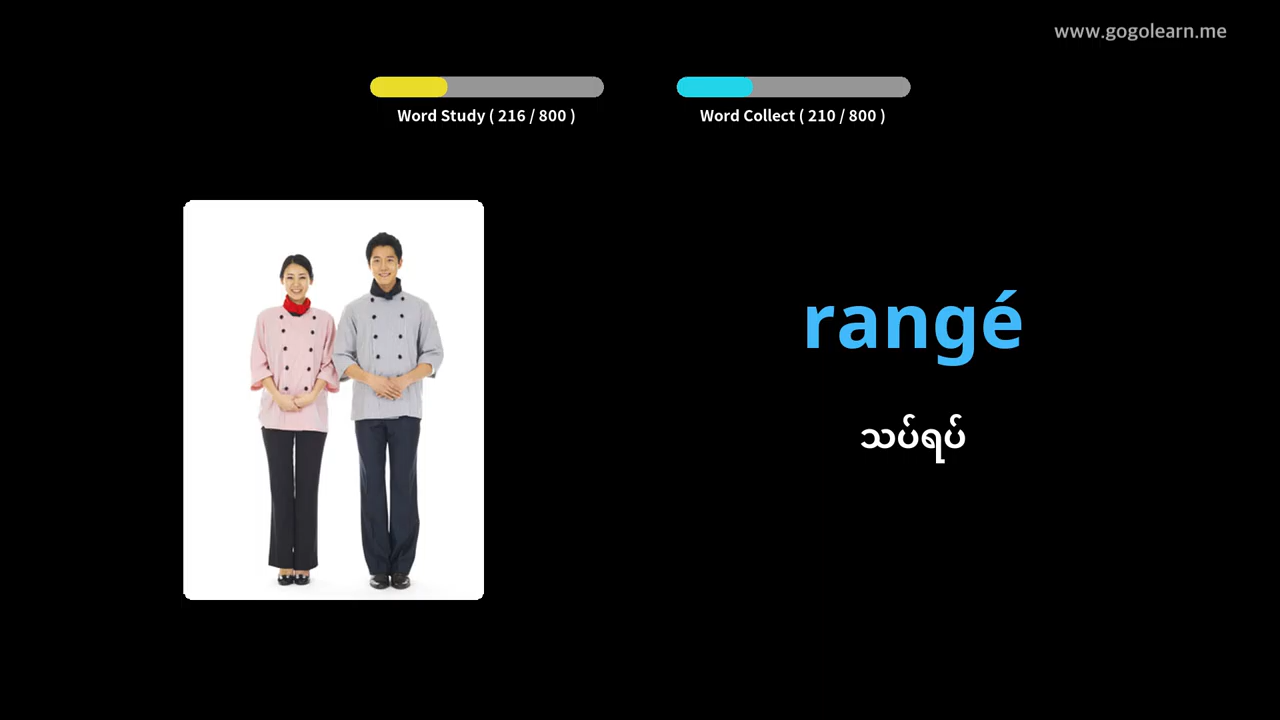 www.gogolearn.me
Word Study ( 216 / 800 )
Word Collect ( 210 / 800 )
rangé
သပ်ရပ်